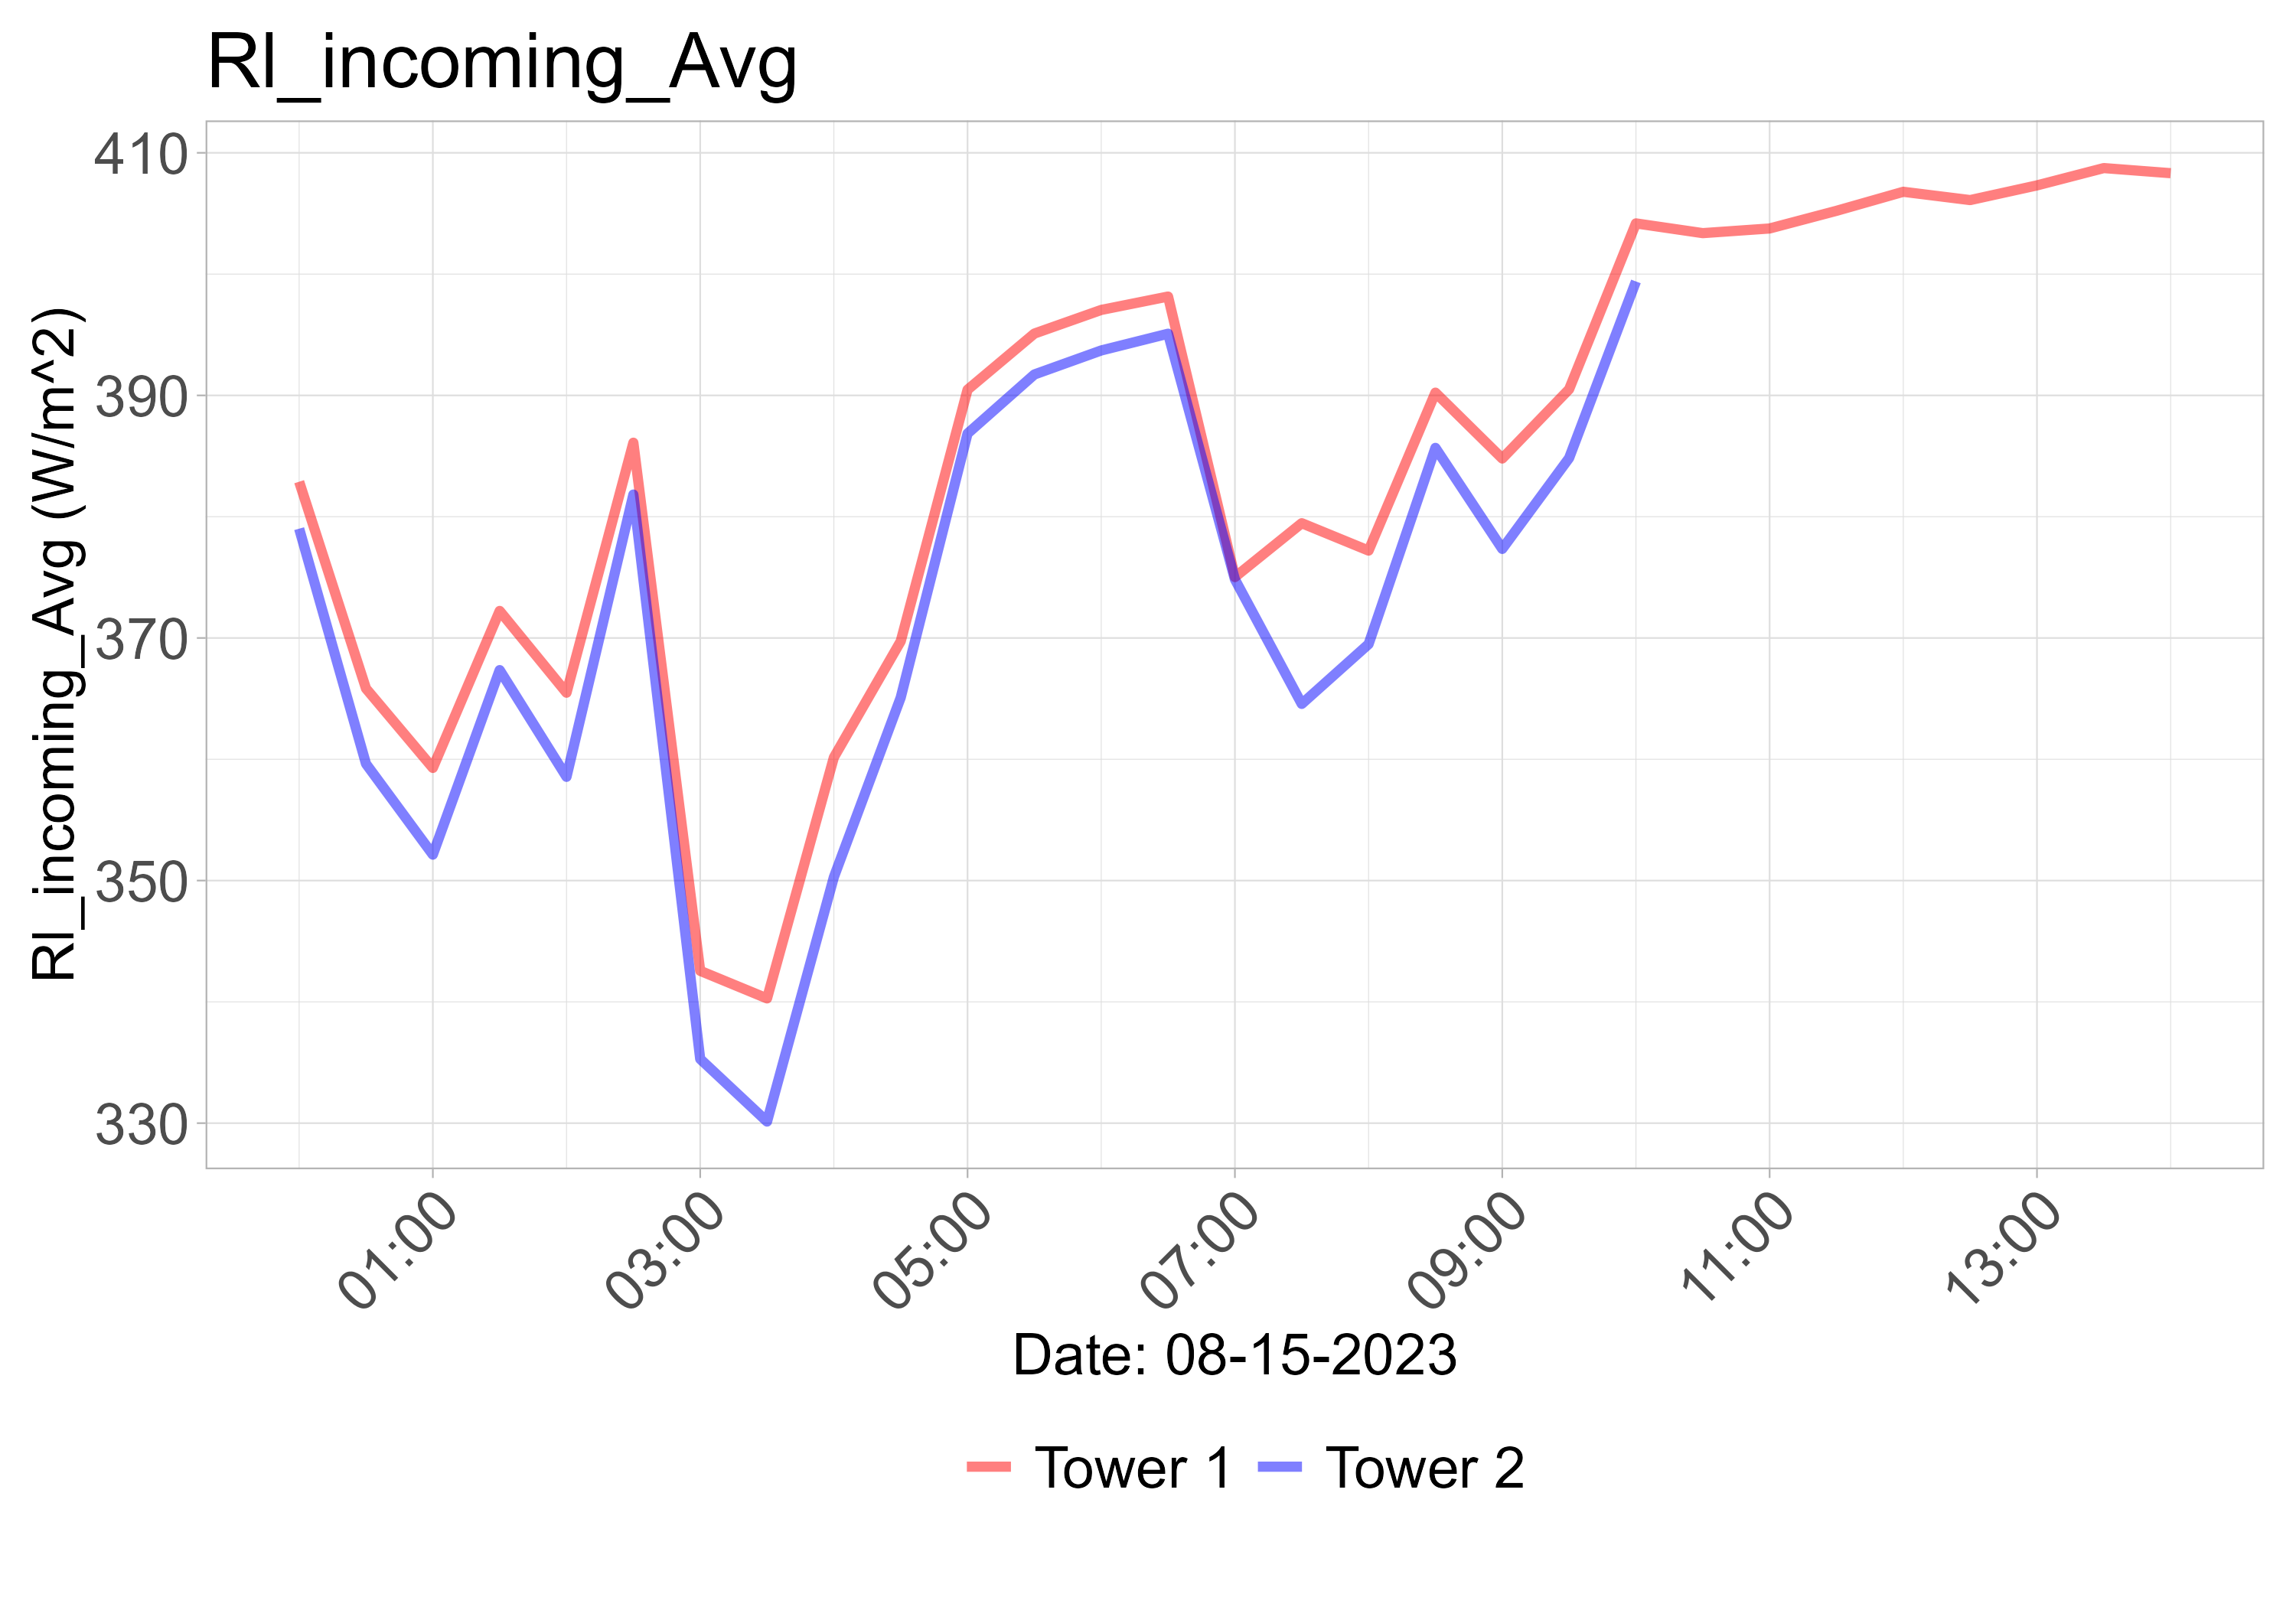 Rl_incoming_Avg
Rl_incoming_Avg (W/m^2)
410
390
370
350
330
01:00 03:00 05:00 07:00 09:00 11:00 13:00
Date: 08-15-2023
Tower 1 Tower 2